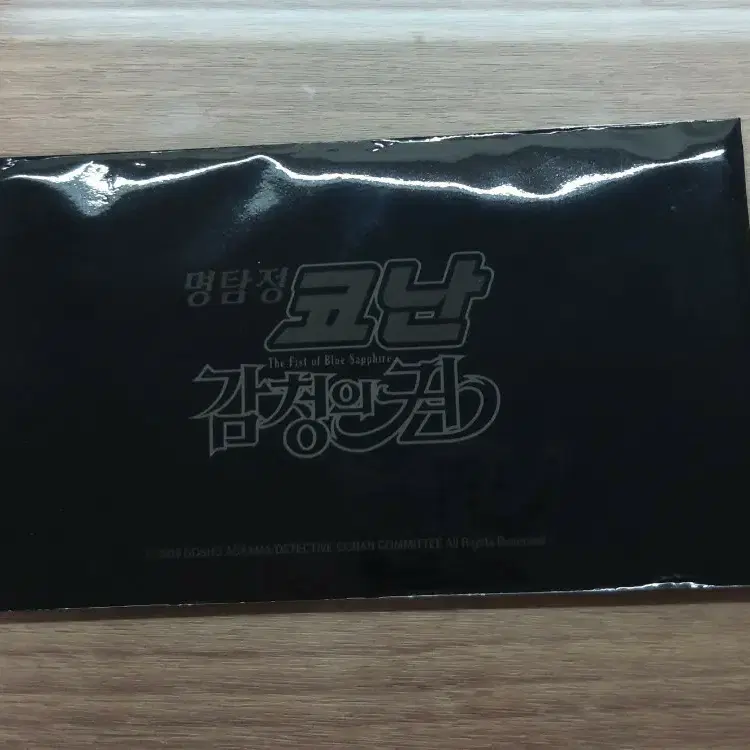 명탐정 코난
The Fist of Blue Sapphire
감청의 권
GOSHO AOYAMA/DETECTIVE CONAN COMMITTEE All Rights Reserved